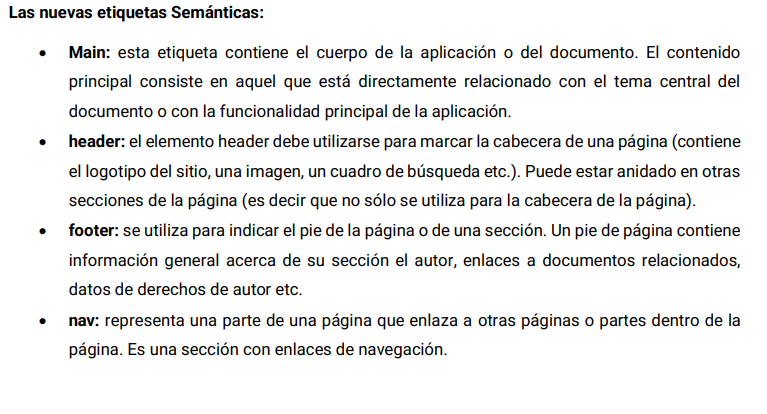 Las nuevas etiquetas Semánticas:
• Main: esta etiqueta contiene el cuerpo de la aplicación o del documento. El contenido
principal consiste en aquel que está directamente relacionado con el tema central del
documento o con la funcionalidad principal de la aplicación.
• header: el elemento header debe utilizarse para marcar la cabecera de una página (contiene
el logotipo del sitio, una imagen, un cuadro de búsqueda etc.). Puede estar anidado en otras
secciones de la página (es decir que no sólo se utiliza para la cabecera de la página).
• footer: se utiliza para indicar el pie de la página o de una sección. Un pie de página contiene
información general acerca de su sección el autor, enlaces a documentos relacionados,
datos de derechos de autor etc.
• nav: representa una parte de una página que enlaza a otras páginas o partes dentro de la
página. Es una sección con enlaces de navegación.